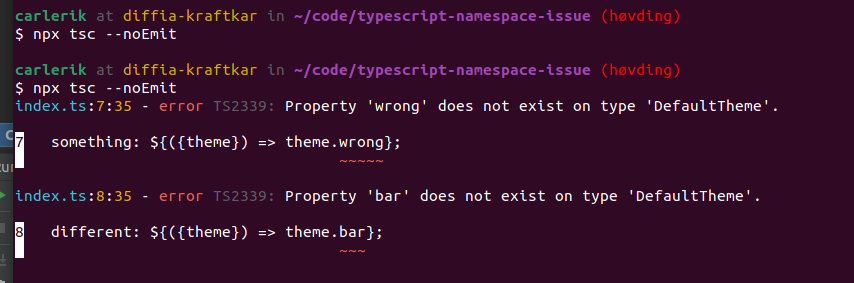 carlerik at diffia-kraftkar in ~/code/typescript-namespace-issue (høvding)
$ npx tsc --noEmit
carlerik at diffia-kraftkar in ~/code/typescript-namespace-issue (høvding)
$ npx tsc --noEmit
index.ts:7:35 - error TS2339: Property 'wrong' does not exist on type 'DefaultTheme'.
7   something: ${({theme}) => theme.wrong};
~~~~~
index.ts:8:35 - error TS2339: Property 'bar' does not exist on type 'DefaultTheme'.
8   different: ${({theme}) => theme.bar};
~~~